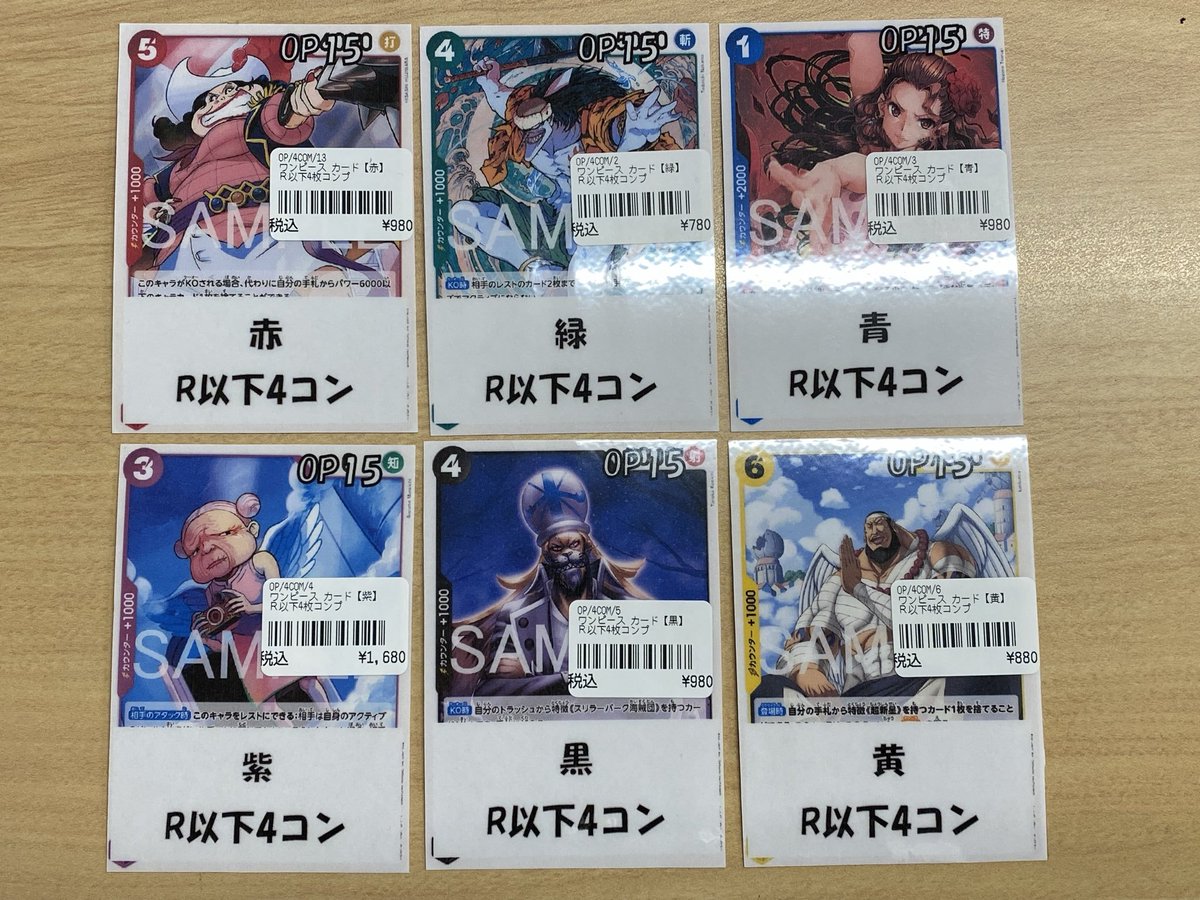 5
OP15
打
カウンター +1000
SAM
OP/4COM/13
ワンピース カード【赤】
R以下4枚コンプ
税込
¥980
このキャラがKOされる場合、代わりに自分の手札からパワー6000以
赤
R以下4コン
4
OP15
斬
カウンター +1000
SAM
OP/4COM/2
ワンピース カード【緑】
R以下4枚コンプ
税込
¥780
KO時 相手のレストのカード2枚まで
緑
R以下4コン
1
OP15
特
カウンター +2000
SAM
OP/4COM/3
ワンピース カード【青】
R以下4枚コンプ
税込
¥980
青
R以下4コン
3
OP15
知
カウンター +1000
SAM
OP/4COM/4
ワンピース カード【紫】
R以下4枚コンプ
税込
¥1,680
相手のアタック時 このキャラをレストにできる:相手は自身のアクティブ
紫
R以下4コン
4
OP15
射
カウンター +1000
SAM
OP/4COM/5
ワンピース カード【黒】
R以下4枚コンプ
税込
¥980
KO時 自分のトラッシュから特徴《スリラーバーク海賊団》を持つカー
黒
R以下4コン
6
OP15
カウンター +1000
SAM
OP/4COM/6
ワンピース カード【黄】
R以下4枚コンプ
税込
¥880
登場時 自分の手札から特徴《超新星》を持つカード1枚を捨てること
黄
R以下4コン